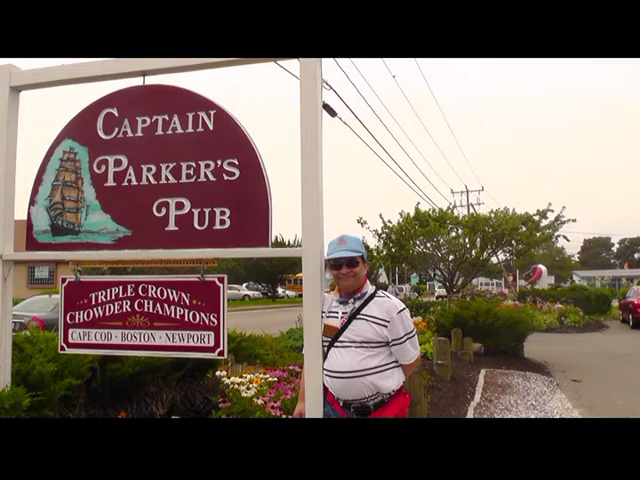 CAPTAIN
PARKER'S
PUB
TRIPLE CROWN
CHOWDER CHAMPIONS
CAPE COD · BOSTON · NEWPORT